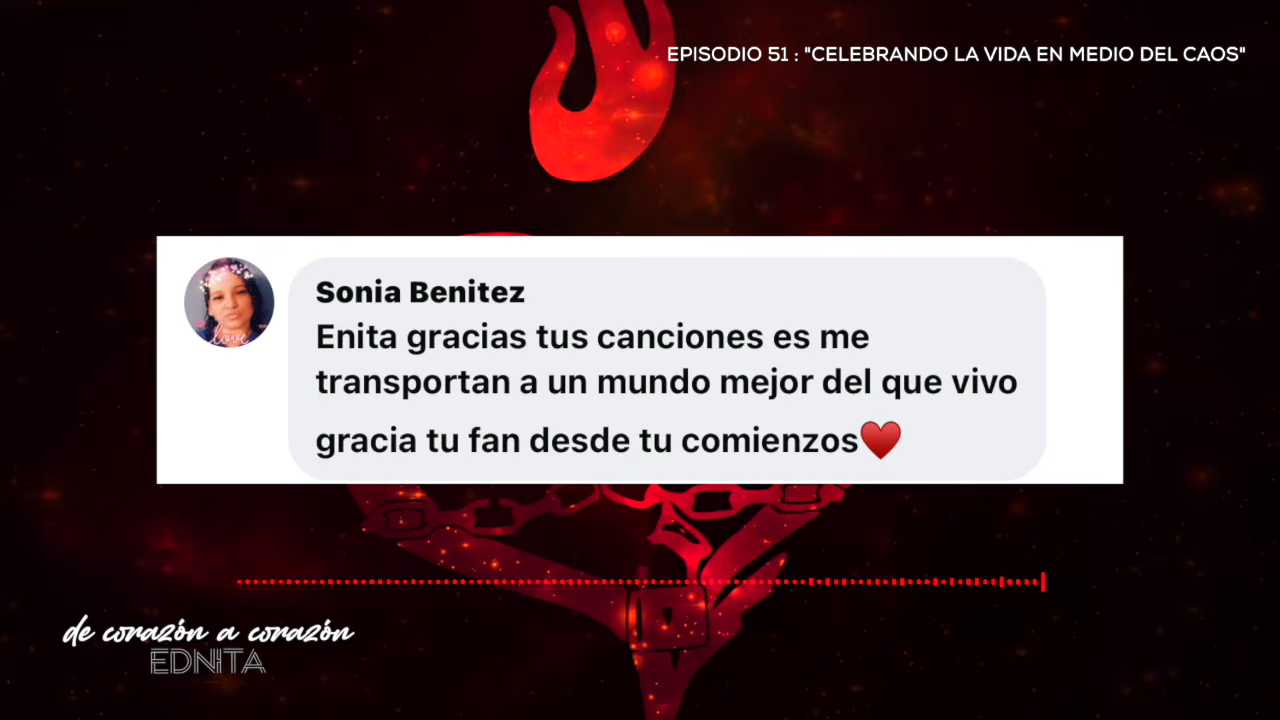 EPISODIO 51 : "CELEBRANDO LA VIDA EN MEDIO DEL CAOS"
Sonia Benitez
Enita gracias tus canciones es me
transportan a un mundo mejor del que vivo
gracia tu fan desde tu comienzos♥️
love
de corazón a corazón
EDNITA